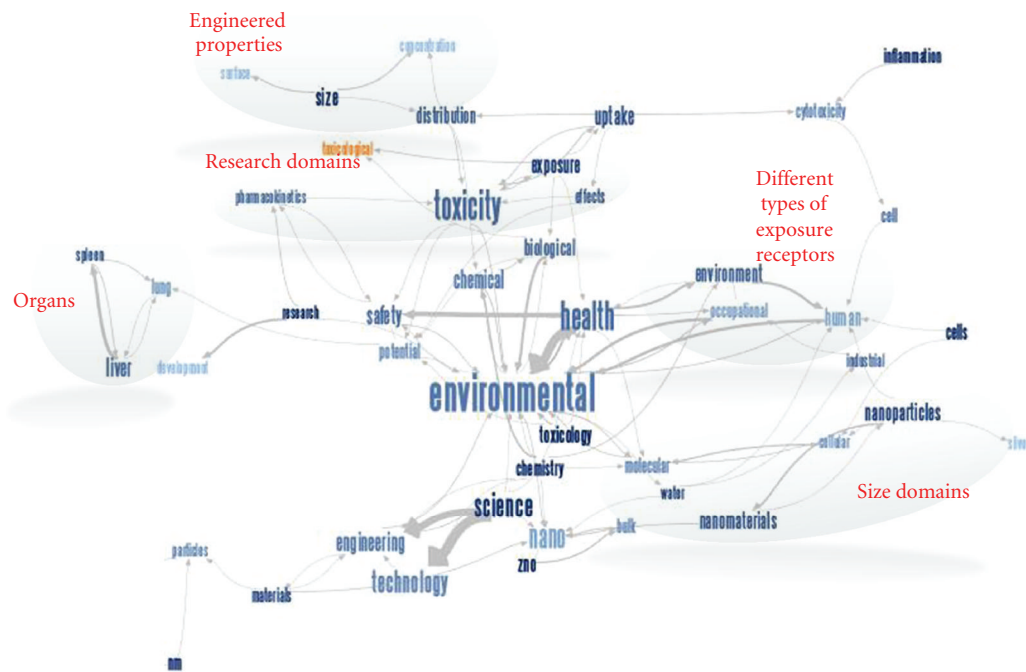 Engineered
properties
concentration
surface
size
distribution
uptake
inflammation
cytotoxicity
toxicological
Research domains
exposure
pharmacokinetics
toxicity
effects
Different
types of
exposure
receptors
cell
biological
spleen
lung
Organs
chemical
environment
research
safety
health
occupational
human
potential
cells
liver
development
industrial
environmental
nanoparticles
toxicology
cellular
chemistry
molecular
water
Size domains
science
nanomaterials
bulk
engineering
nano
particles
zno
technology
materials
nm